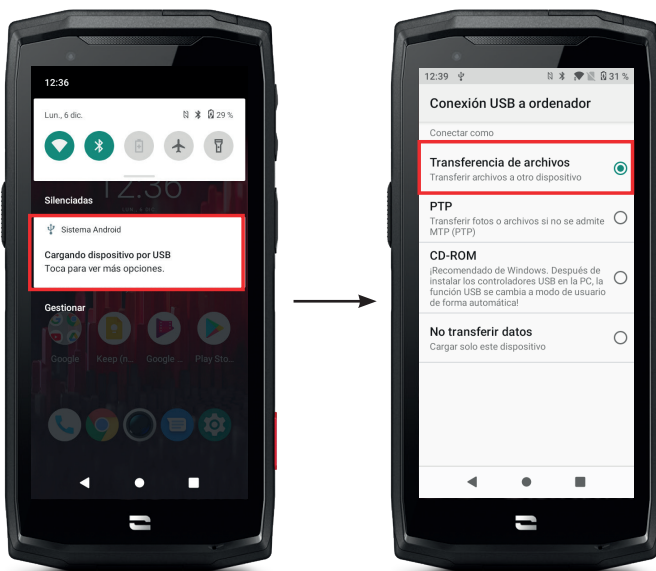 12:36
Lun., 6 dic.
29 %
12:36
Silenciadas
Sistema Android
Cargando dispositivo por USB
Toca para ver más opciones.
Gestionar
Google
Keep (n...
Google ...
Play Sto...
12:39
31 %
Conexión USB a ordenador
Conectar como
Transferencia de archivos
Transferir archivos a otro dispositivo
PTP
Transferir fotos o archivos si no se admite
MTP (PTP)
CD-ROM
¡Recomendado de Windows. Después de
instalar los controladores USB en la PC, la
función USB se cambia a modo de usuario
de forma automática!
No transferir datos
Cargar solo este dispositivo